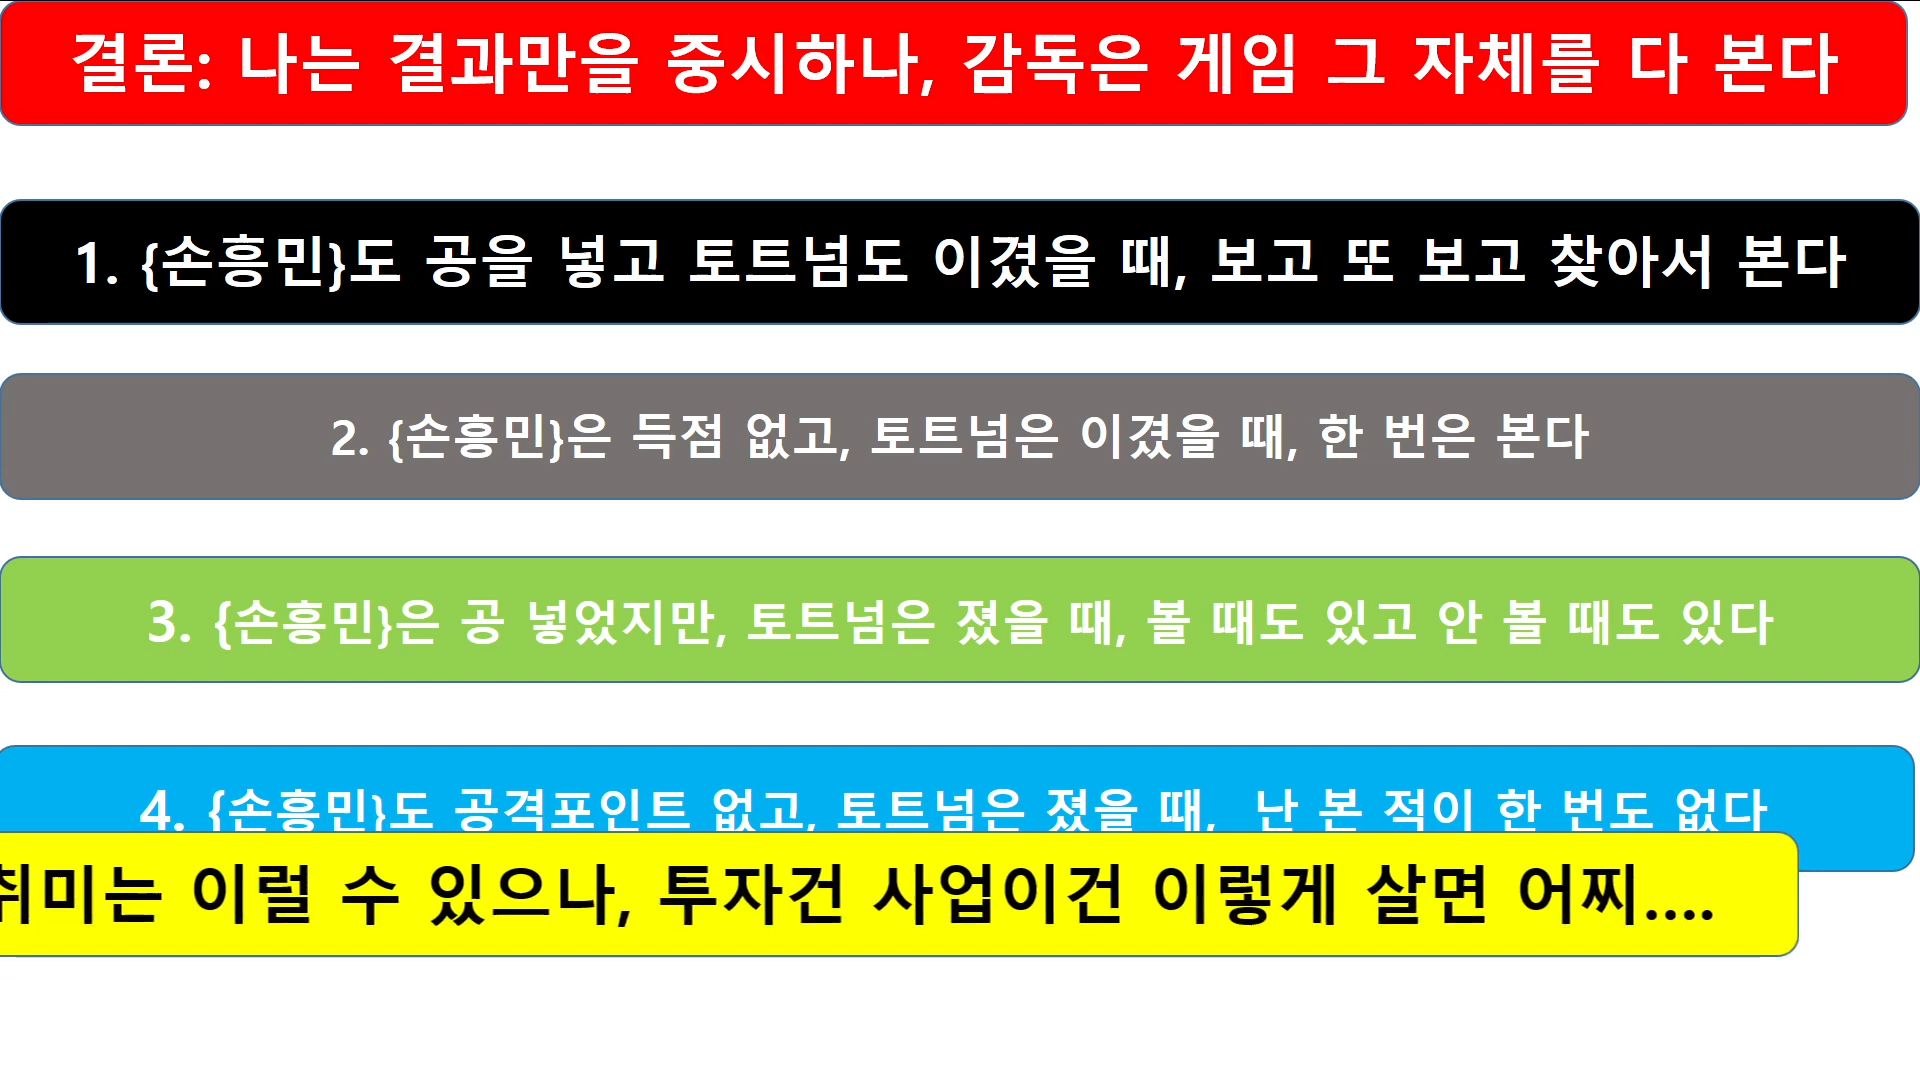 결론: 나는 결과만을 중시하나, 감독은 게임 그 자체를 다 본다
1. {손흥민}도 공을 넣고 토트넘도 이겼을 때, 보고 또 보고 찾아서 본다
2. {손흥민}은 득점 없고, 토트넘은 이겼을 때, 한 번은 본다
3. {손흥민}은 공 넣었지만, 토트넘은 졌을 때, 볼 때도 있고 안 볼 때도 있다
4. {손흥민}도 공격포인트 없고, 토트넘은 졌을 때, 난 본 적이 한 번도 없다
취미는 이럴 수 있으나, 투자건 사업이건 이렇게 살면 어찌....